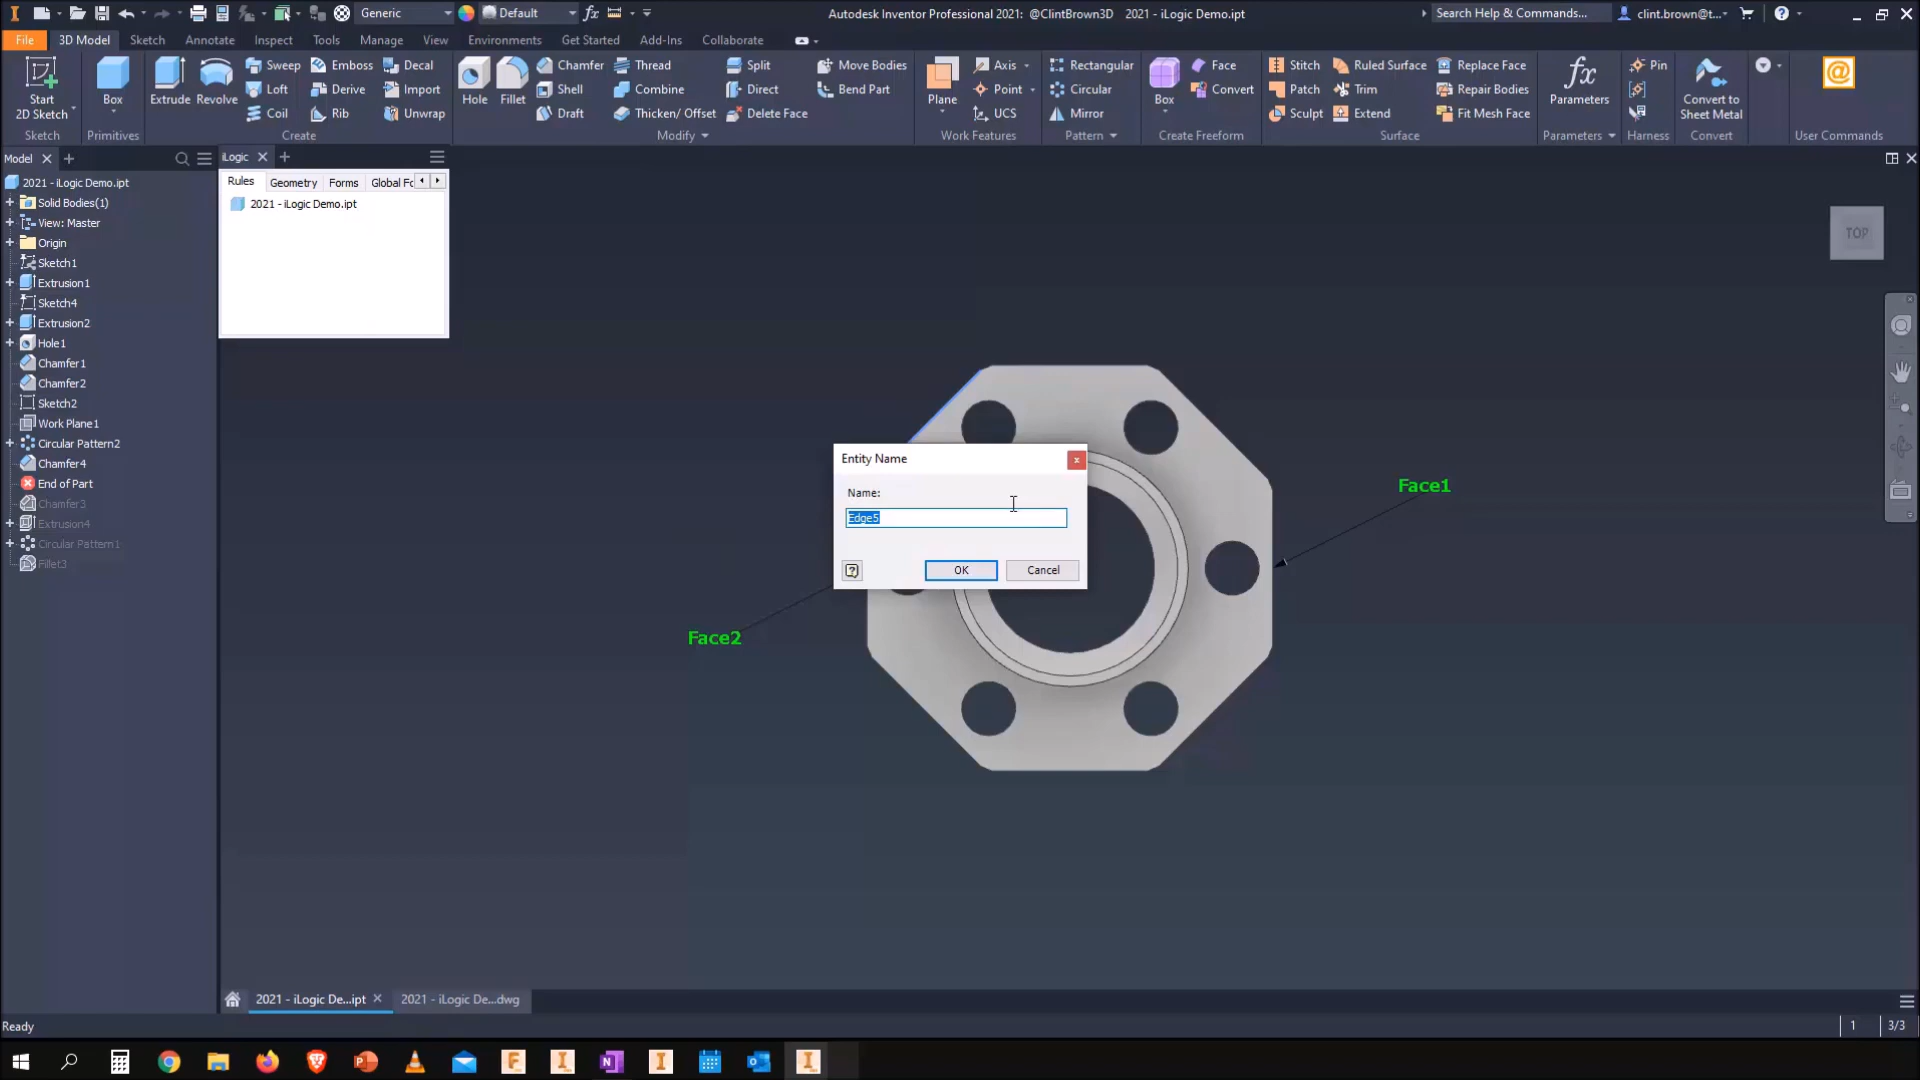 Generic
Default
Autodesk Inventor Professional 2021: @ClintBrown3D 2021 - iLogic Demo.ipt
Search Help & Commands...
clint.brown@t...
File
3D Model
Sketch
Annotate
Inspect
Tools
Manage
View
Environments
Get Started
Add-Ins
Collaborate
Start
2D Sketch
Box
Extrude
Revolve
Sweep
Loft
Coil
Emboss
Derive
Rib
Decal
Import
Unwrap
Hole
Fillet
Chamfer
Shell
Draft
Thread
Combine
Thicken/ Offset
Split
Direct
Delete Face
Move Bodies
Bend Part
Plane
Axis
Point
UCS
Rectangular
Circular
Mirror
Box
Face
Convert
Stitch
Patch
Sculpt
Ruled Surface
Trim
Extend
Replace Face
Repair Bodies
Fit Mesh Face
fx
Parameters
Pin
Convert to
Sheet Metal
Sketch
Primitives
Create
Modify
Work Features
Pattern
Create Freeform
Surface
Parameters
Harness
Convert
User Commands
Model
2021 - iLogic Demo.ipt
Solid Bodies(1)
View: Master
Origin
Sketch1
Extrusion1
Sketch4
Extrusion2
Hole1
Chamfer1
Chamfer2
Sketch2
Work Plane1
Circular Pattern2
Chamfer4
End of Part
Chamfer3
Extrusion4
Circular Pattern1
Fillet3
iLogic
Rules
Geometry
Forms
Global Fc
2021 - iLogic Demo.ipt
TOP
Face1
Face2
Entity Name
Name:
Edge5
OK
Cancel
2021 - iLogic De...ipt
2021 - iLogic De...dwg
Ready
1
3/3